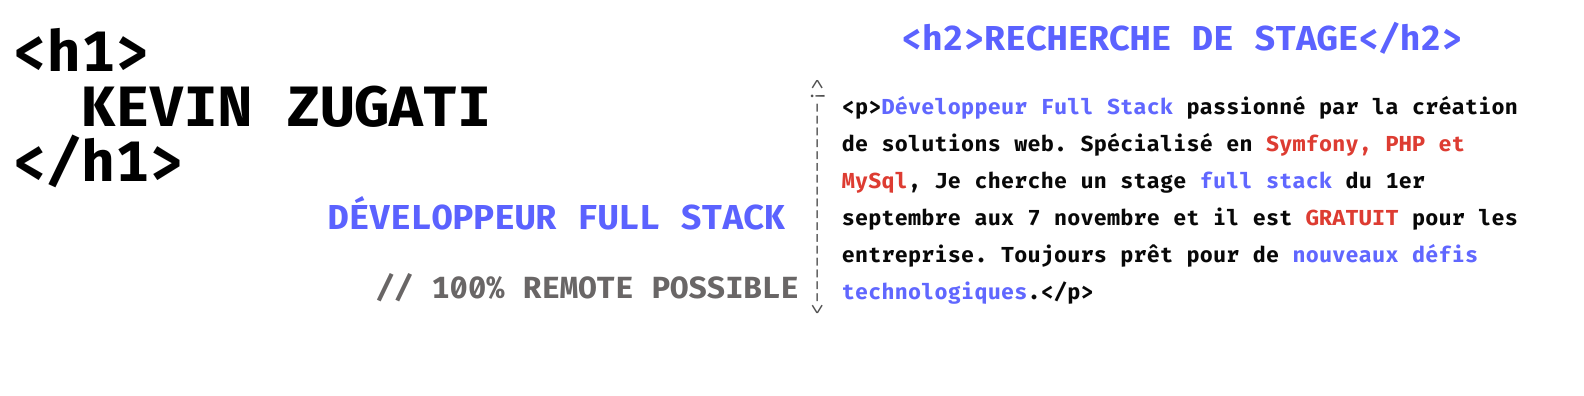 <h1>
KEVIN ZUGATI
</h1>
DÉVELOPPEUR FULL STACK
// 100% REMOTE POSSIBLE
<h2>RECHERCHE DE STAGE</h2>
<p>Développeur Full Stack passionné par la création
de solutions web. Spécialisé en Symfony, PHP et
MySql, Je cherche un stage full stack du 1er
septembre aux 7 novembre et il est GRATUIT pour les
entreprise. Toujours prêt pour de nouveaux défis
technologiques.</p>